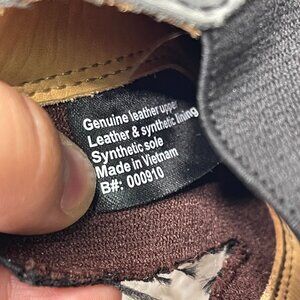 Genuine leather upper
Leather & synthetic lining
Synthetic sole
Made in Vietnam
B#: 000910